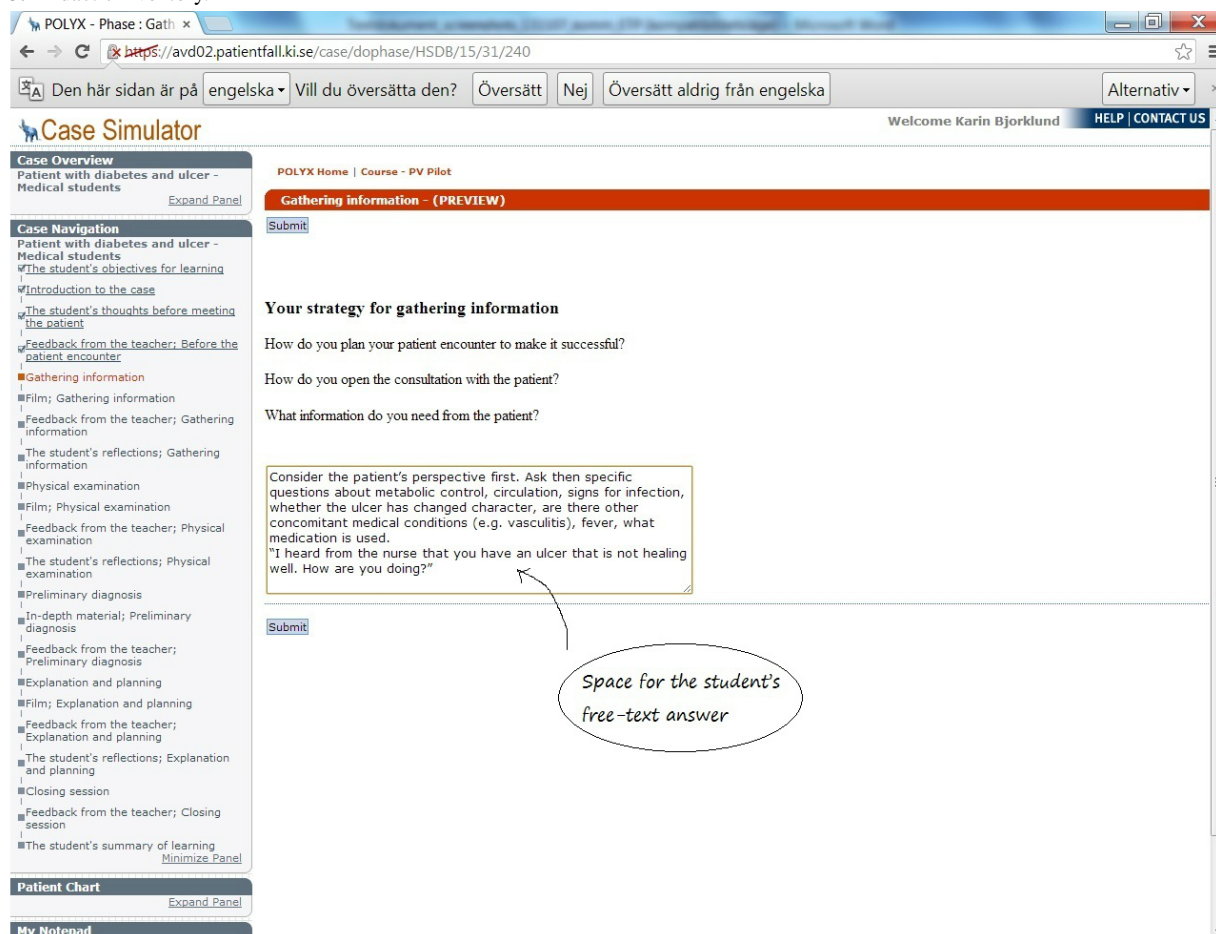 POLYX - Phase : Gath ×
https://avd02.patientfall.ki.se/case/dophase/HSDB/15/31/240
Den här sidan är på engelska Vill du översätta den? Översätt Nej Översätt aldrig från engelska Alternativ
Case Simulator
Welcome Karin Bjorklund HELP | CONTACT US
Case Overview
Patient with diabetes and ulcer -
Medical students
Expand Panel
Case Navigation
Patient with diabetes and ulcer -
Medical students
The student's objectives for learning
Introduction to the case
The student's thoughts before meeting
the patient
Feedback from the teacher; Before the
patient encounter
Gathering information
Film; Gathering information
Feedback from the teacher; Gathering
information
The student's reflections; Gathering
information
Physical examination
Film; Physical examination
Feedback from the teacher; Physical
examination
The student's reflections; Physical
examination
Preliminary diagnosis
In-depth material; Preliminary
diagnosis
Feedback from the teacher;
Preliminary diagnosis
Explanation and planning
Film; Explanation and planning
Feedback from the teacher;
Explanation and planning
The student's reflections; Explanation
and planning
Closing session
Feedback from the teacher; Closing
session
The student's summary of learning
Minimize Panel
Patient Chart
Expand Panel
My Notepad
POLYX Home | Course - PV Pilot
Gathering information - (PREVIEW)
Submit
Your strategy for gathering information
How do you plan your patient encounter to make it successful?
How do you open the consultation with the patient?
What information do you need from the patient?
Consider the patient's perspective first. Ask then specific
questions about metabolic control, circulation, signs for infection,
whether the ulcer has changed character, are there other
concomitant medical conditions (e.g. vasculitis), fever, what
medication is used.
"I heard from the nurse that you have an ulcer that is not healing
well. How are you doing?"
Submit
Space for the student's
free-text answer